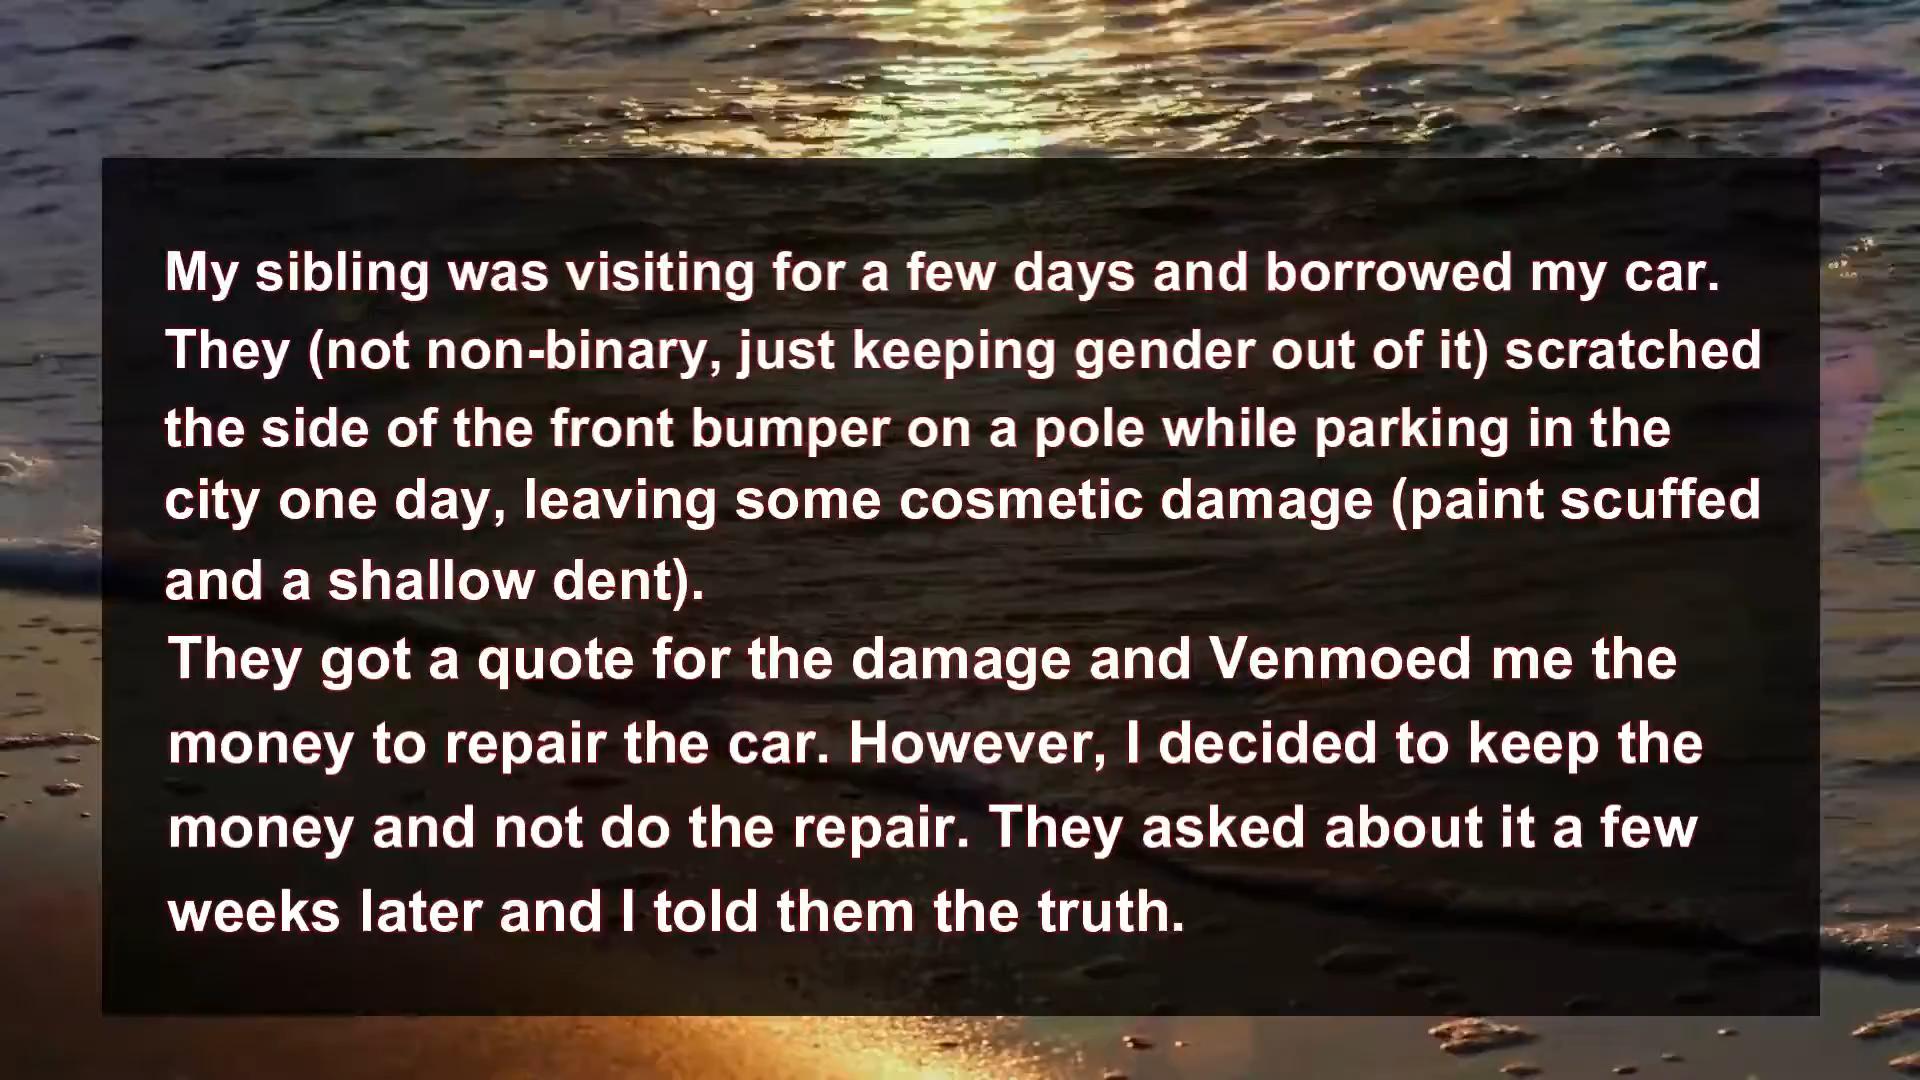 My sibling was visiting for a few days and borrowed my car.
They (not non-binary, just keeping gender out of it) scratched
the side of the front bumper on a pole while parking in the
city one day, leaving some cosmetic damage (paint scuffed
and a shallow dent).
They got a quote for the damage and Venmoed me the
money to repair the car. However, I decided to keep the
money and not do the repair. They asked about it a few
weeks later and I told them the truth.